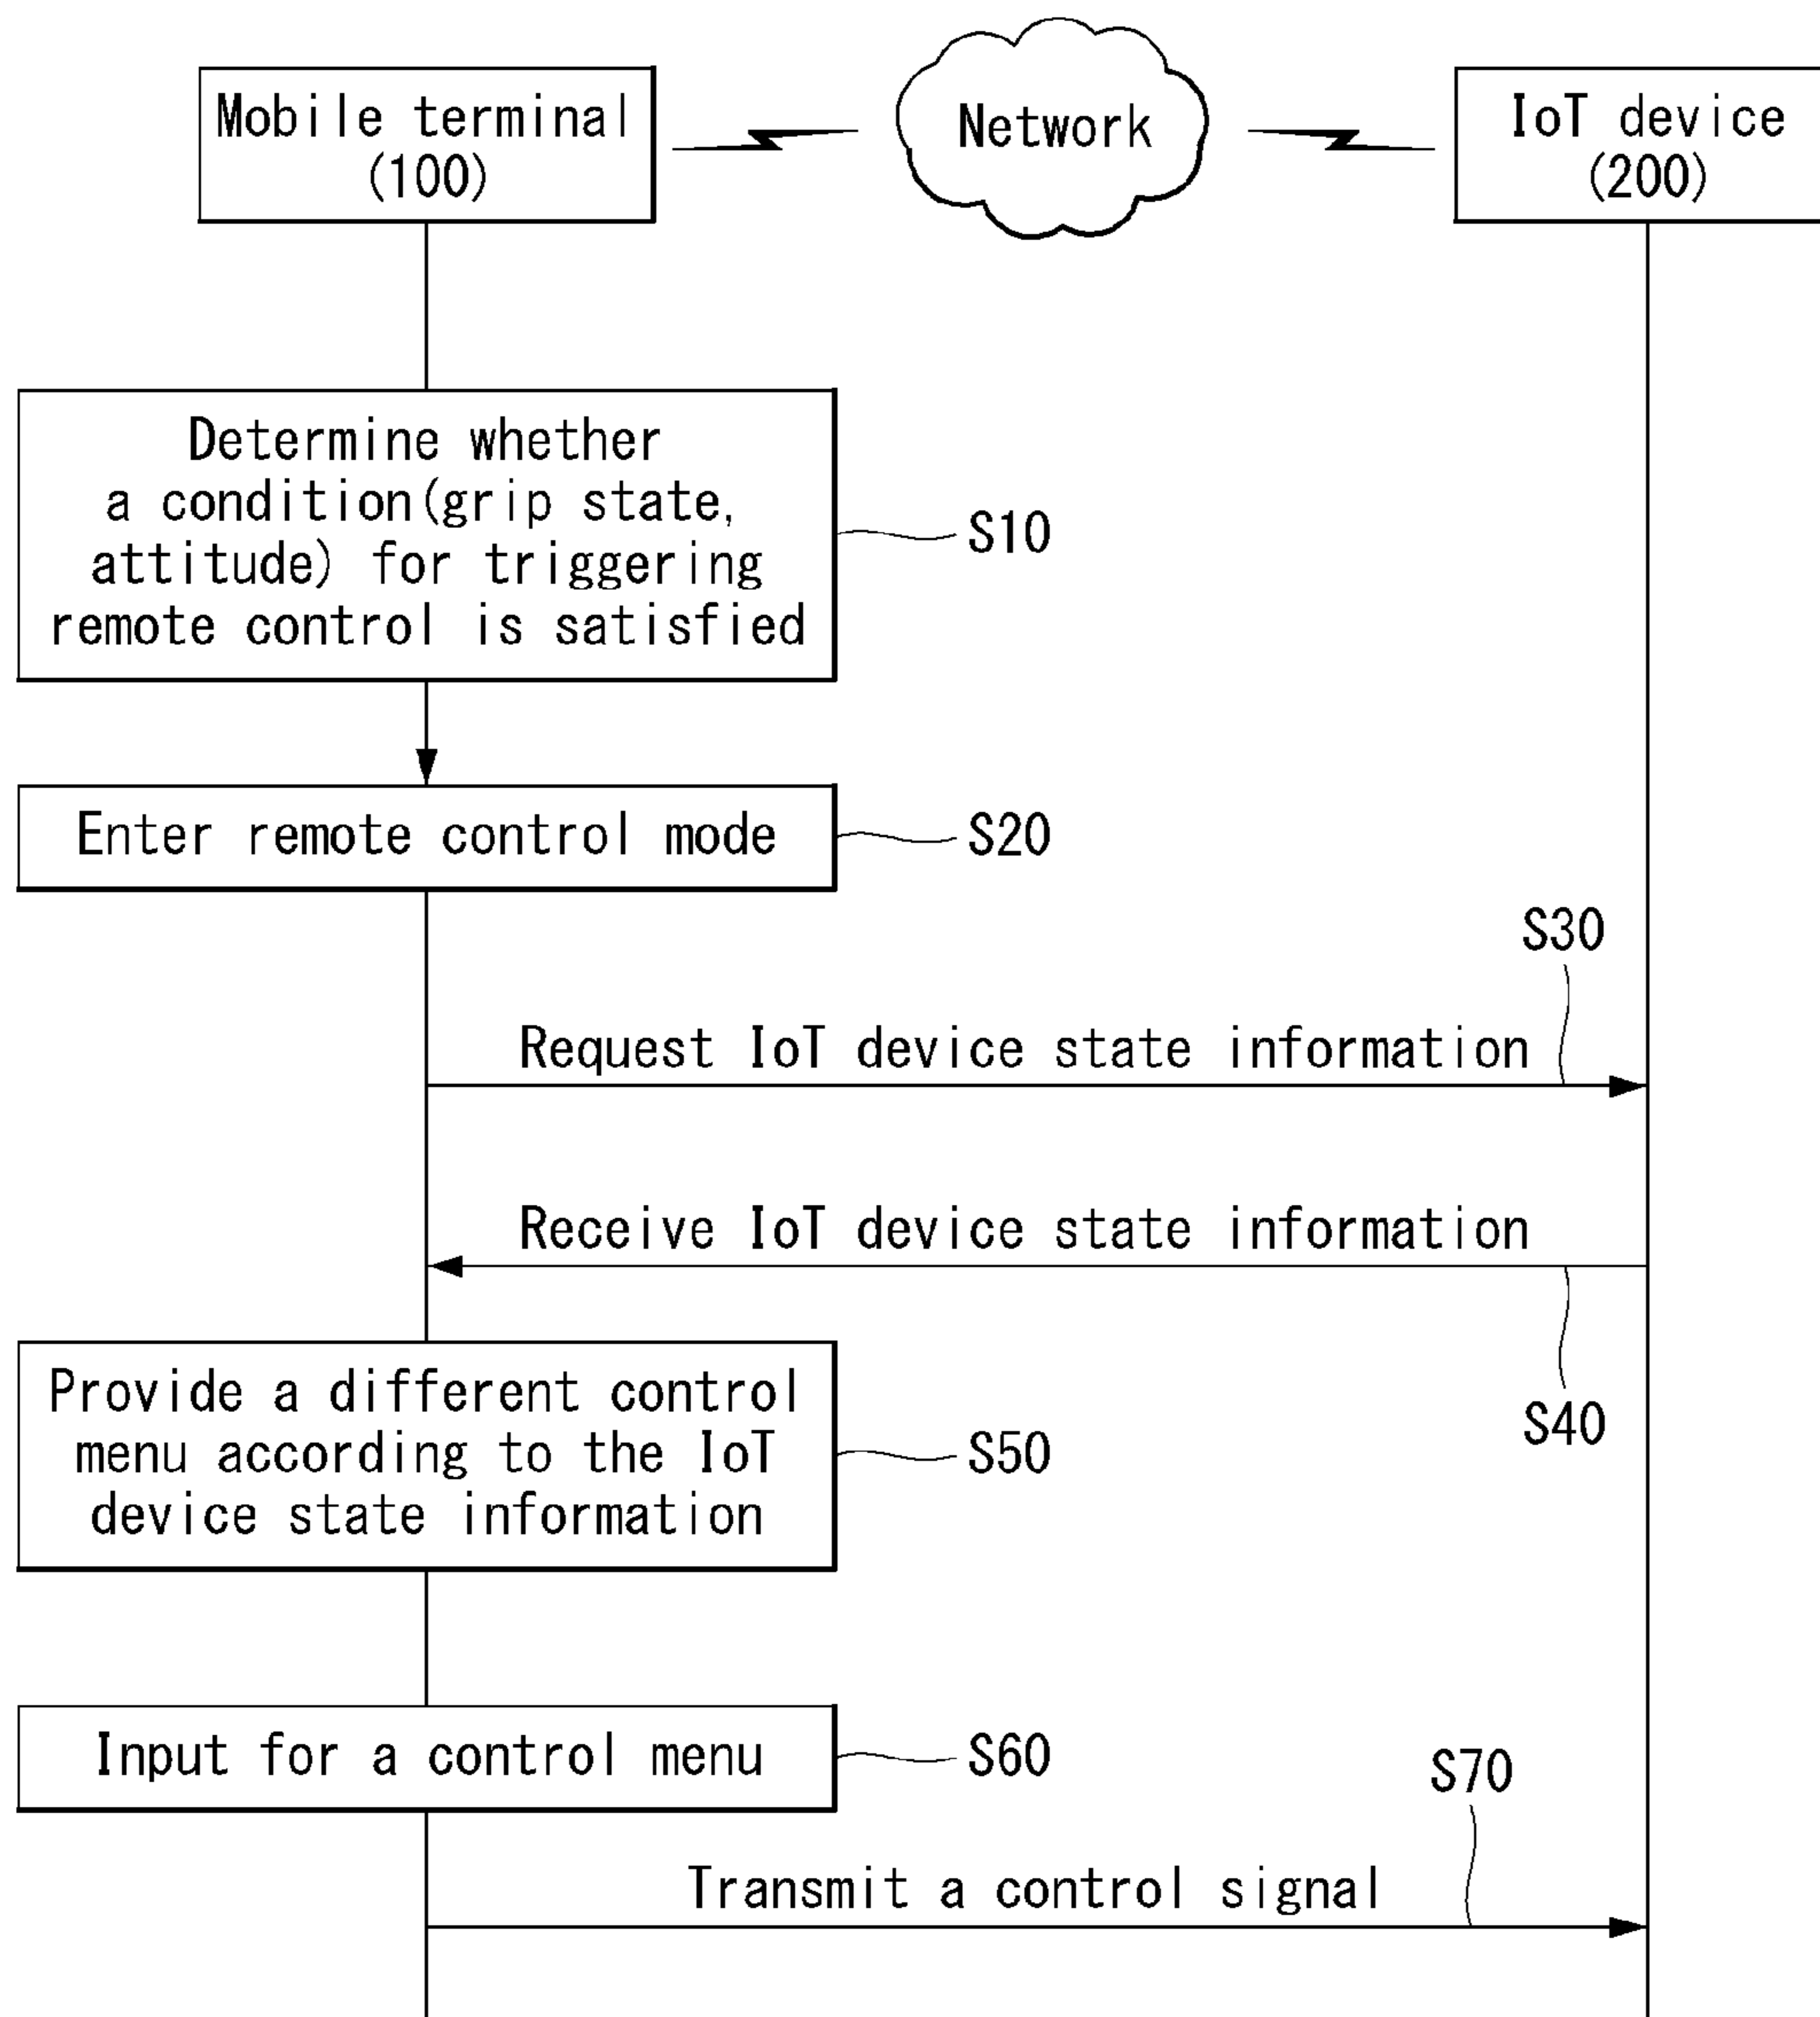 Mobile terminal
(100)
Network
IoT device
(200)
Determine whether
a condition(grip state,
attitude) for triggering
remote control is satisfied
S10
Enter remote control mode
S20
S30
Request IoT device state information
Receive IoT device state information
S40
Provide a different control
menu according to the IoT
device state information
S50
Input for a control menu
S60
S70
Transmit a control signal